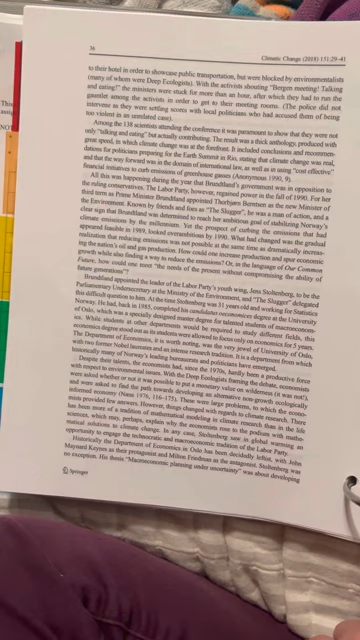 36
Climatic Change (2018) 151:29–41
to their hotel in order to showcase public transportation, but were blocked by environmentalists
(many of whom were Deep Ecologists). With the activists shouting "Bergen meeting! Talking
and eating!" the ministers were stuck for more than an hour, after which they had to run the
gauntlet among the activists in order to get to their meeting rooms. (The police did not
intervene as they were settling scores with local politicians who had accused them of being
too violent in an unrelated case).
Among the 138 scientists attending the conference it was paramount to show that they were not
only "talking and eating" but actually contributing. The result was a thick anthology, produced with
great speed, in which climate change was at the forefront. It included conclusions and recommen-
dations for politicians preparing for the Earth Summit in Rio, stating that climate change was real,
and that the way forward was in the domain of international law, as well as in using "cost effective"
financial initiatives to curb emissions of greenhouse gasses (Anonymous 1990, 9).
All this was happening during the year that Brundtland's government was in opposition to
the ruling conservatives. The Labor Party, however, regained power in the fall of 1990. For her
third term as Prime Minister Brundtland appointed Thorbjørn Berntsen as the new Minister of
the Environment. Known by friends and foes as "The Slugger", he was a man of action, and a
clear sign that Brundtland was determined to reach her ambitious goal of stabilizing Norway's
climate emissions by the millennium. Yet the prospect of curbing the emissions that had
appeared feasible in 1989, looked overambitious by 1990. What had changed was the gradual
realization that reducing emissions was not possible at the same time as dramatically increas-
ing the nation's oil and gas production. How could one increase production and spur economic
growth while also finding a way to reduce the emissions? Or, in the language of Our Common
Future, how could one meet "the needs of the present without compromising the ability of
future generations"?
Brundtland appointed the leader of the Labor Party's youth wing, Jens Stoltenberg, to be the
Parliamentary Undersecretary at the Ministry of the Environment, and "The Slugger" delegated
this difficult question to him. At the time Stoltenberg was 31 years old and working for Statistics
Norway. He had, in 1985, completed his candidatus oeconomices degree at the University
of Oslo, which was a specially designed master degree for talented students of macroeconom-
ics. While students at other departments would be required to study different fields, this
economics degree stood out as its students were allowed to focus only on economics for 5 years.
The Department of Economics, it is worth noting, was the very jewel of University of Oslo,
with two former Nobel laureates and an intense research tradition. It is a department from which
historically many of Norway's leading bureaucrats and politicians have emerged.
Despite their talents, the economists had, since the 1970s, hardly been a productive force
with respect to environmental issues. With the Deep Ecologists framing the debate, economists
were asked whether or not it was possible to put a monetary value on wilderness (it was not!),
and were asked to find the path towards developing an alternative non-growth ecologically
informed economy (Næss 1976, 116–175). These were large problems, to which the econo-
mists provided few answers. However, things changed with regards to climate research. There
has been more of a tradition of mathematical modeling in climate research than in the life
sciences, which may, perhaps, explain why the economists rose to the podium with mathe-
matical solutions to climate change. In any case, Stoltenberg saw in global warming an
opportunity to engage the technocratic and macroeconomic tradition of the Labor Party.
Historically the Department of Economics in Oslo has been decidedly leftist, with John
Maynard Keynes as their protagonist and Milton Friedman as the antagonist. Stoltenberg was
no exception. His thesis "Macroeconomic planning under uncertainty" was about developing
Springer